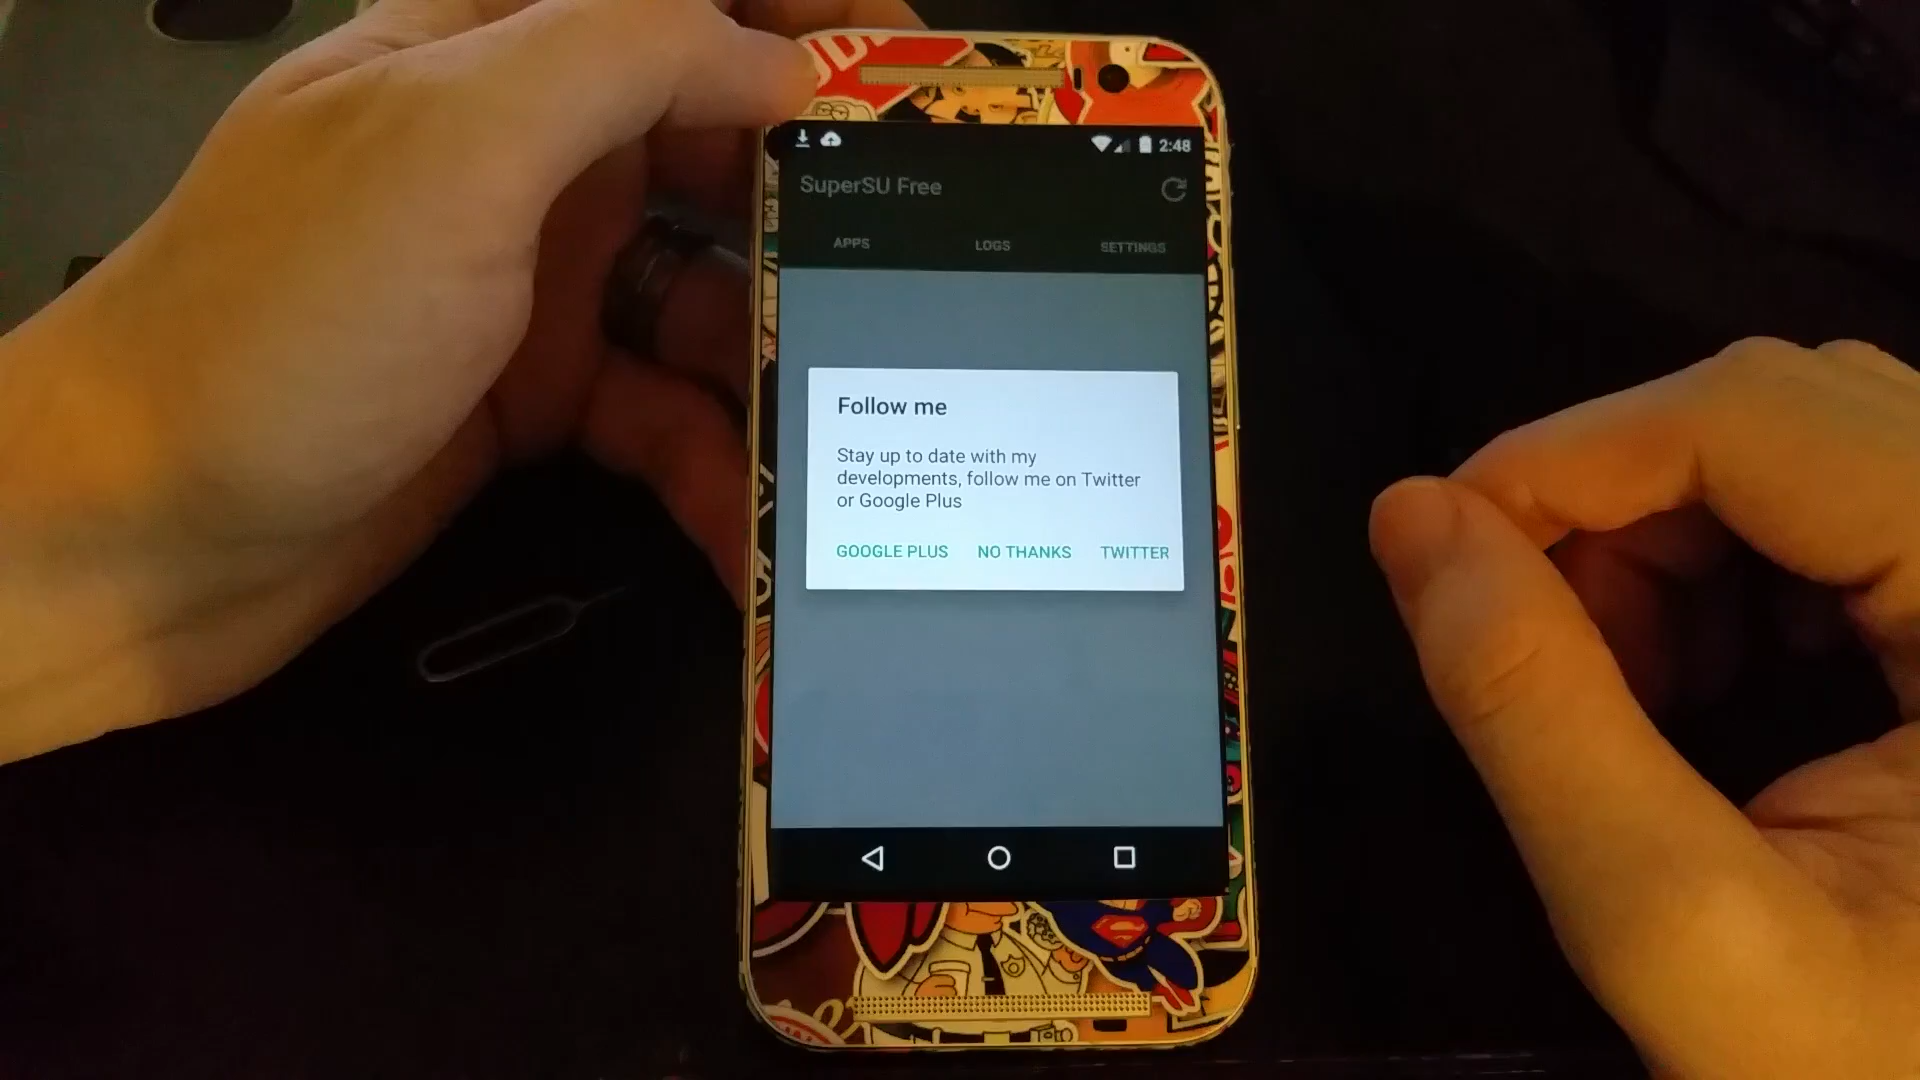 2:48
SuperSU Free
APPS LOGS SETTINGS
Follow me
Stay up to date with my
developments, follow me on Twitter
or Google Plus
GOOGLE PLUS NO THANKS TWITTER